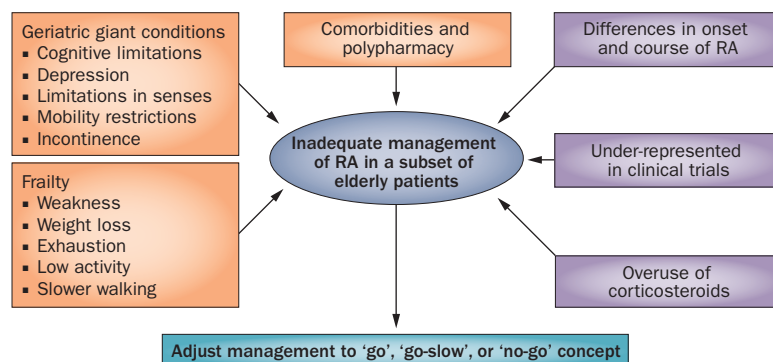 Geriatric giant conditions
▪ Cognitive limitations
▪ Depression
▪ Limitations in senses
▪ Mobility restrictions
▪ Incontinence
Comorbidities and
polypharmacy
Differences in onset
and course of RA
Inadequate management
of RA in a subset of
elderly patients
Under-represented
in clinical trials
Frailty
▪ Weakness
▪ Weight loss
▪ Exhaustion
▪ Low activity
▪ Slower walking
Overuse of
corticosteroids
Adjust management to ‘go’, ‘go-slow’, or ‘no-go’ concept